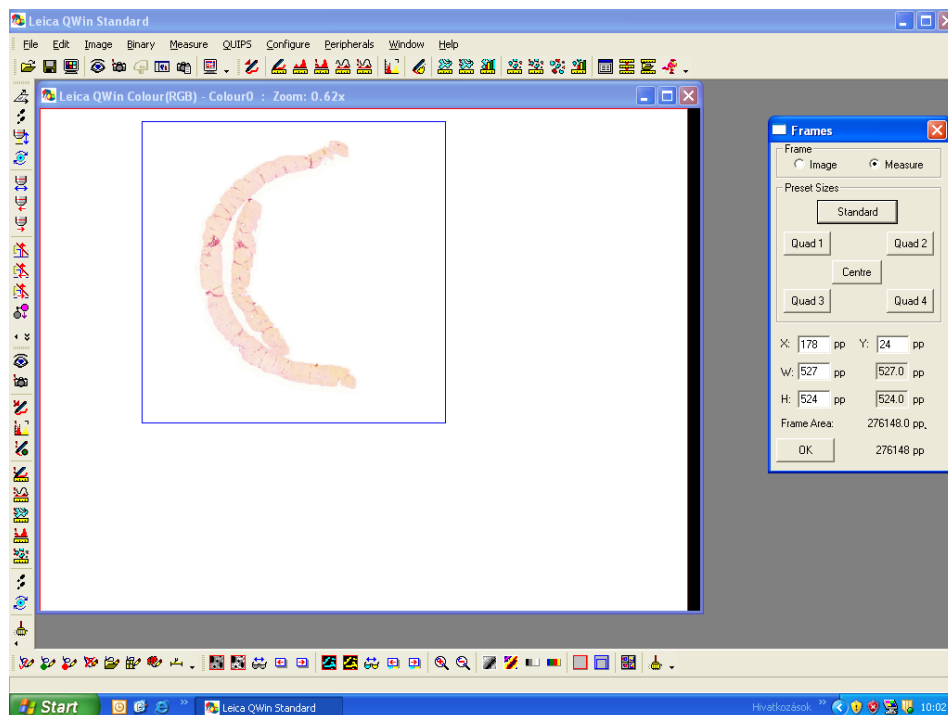 Leica QWin Standard
File Edit Image Binary Measure QUIPS Configure Peripherals Window Help
Leica QWin Colour(RGB) - Colour0 : Zoom: 0.62x
Frames
Frame
Image Measure
Preset Sizes
Standard
Quad 1 Quad 2
Centre
Quad 3 Quad 4
X: 178 pp Y: 24 pp
W: 527 pp 527.0 pp
H: 524 pp 524.0 pp
Frame Area: 276148.0 pp.
OK 276148 pp
Start Leica QWin Standard Hivatkozások 10:02